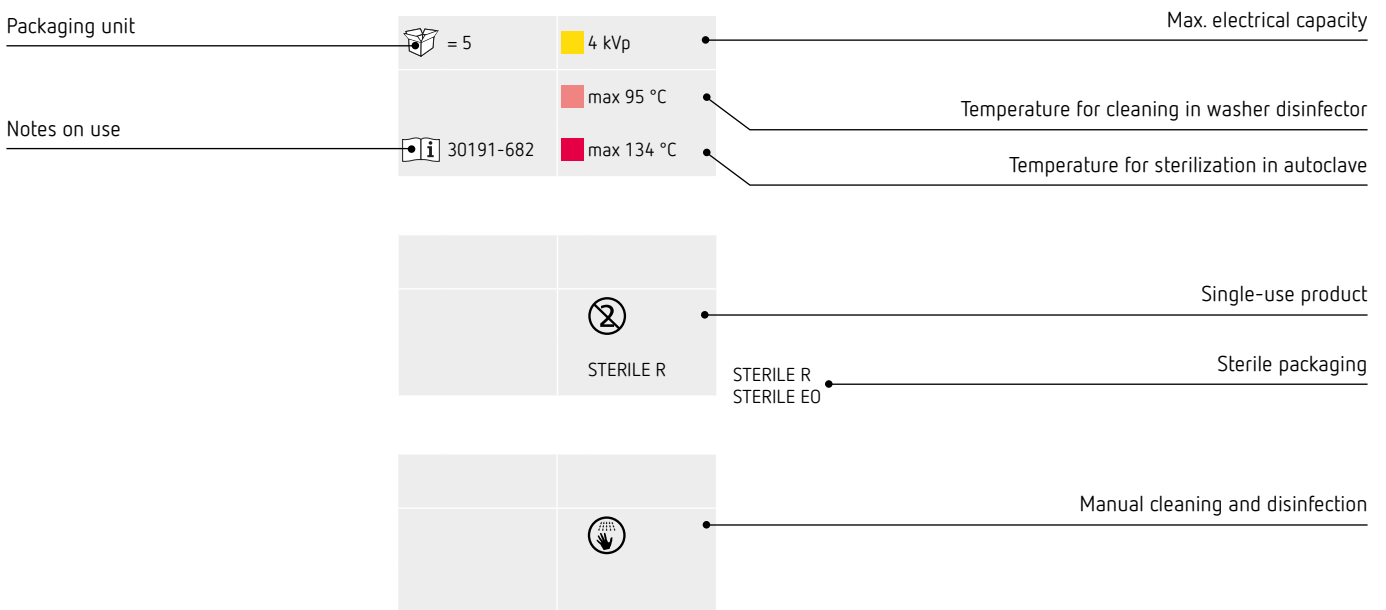 Packaging unit
= 5
4 kVp
Max. electrical capacity
max 95 °C
Temperature for cleaning in washer disinfector
Notes on use
i 30191-682
max 134 °C
Temperature for sterilization in autoclave
2
Single-use product
STERILE R
STERILE R
STERILE EO
Sterile packaging
Manual cleaning and disinfection